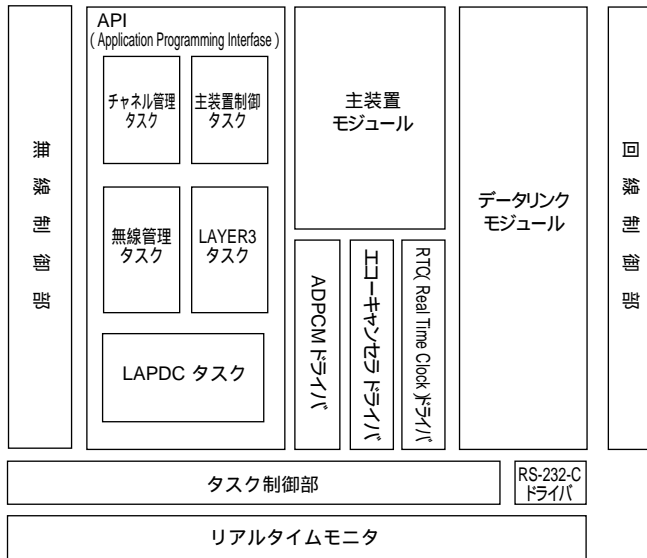 無線制御部
API
( Application Programming Interfase )
チャネル管理
タスク
主装置制御
タスク
無線管理
タスク
LAYER3
タスク
LAPDC タスク
主装置
モジュール
ADPCM ドライバ
エコーキャンセラ ドライバ
RTC( Real Time Clock )ドライバ
データリンク
モジュール
回線制御部
タスク制御部
RS-232-C
ドライバ
リアルタイムモニタ